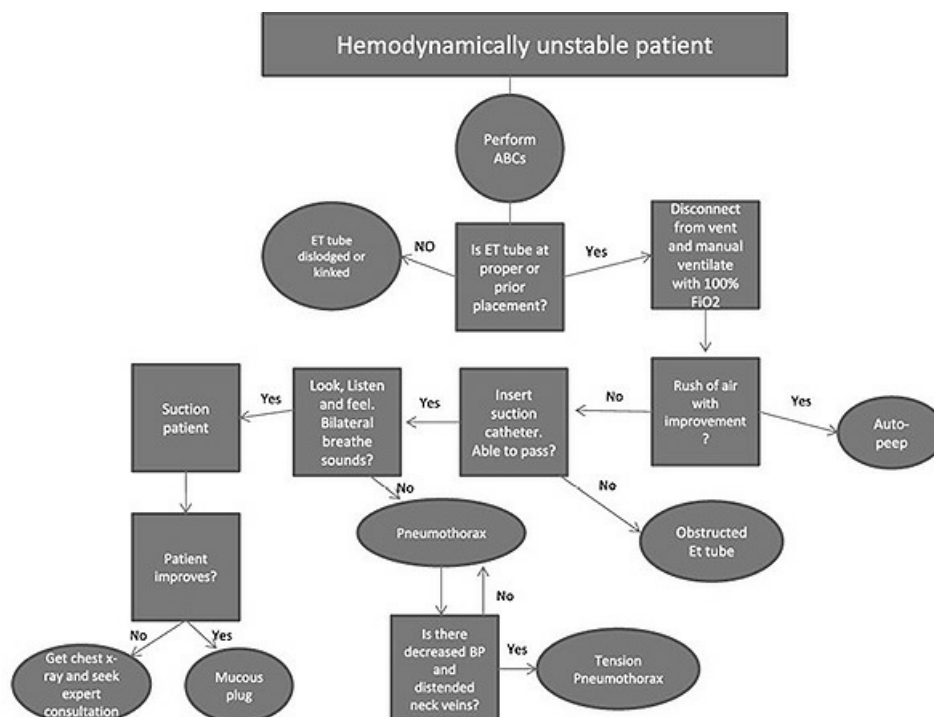 Hemodynamically unstable patient
Perform
ABCs
ET tube
dislodged or
kinked
NO
Is ET tube at
proper or
prior
placement?
Yes
Disconnect
from vent
and manual
ventilate
with 100%
FiO2
Suction
patient
Yes
Look, Listen
and feel.
Bilateral
breathe
sounds?
Yes
Insert
suction
catheter.
Able to pass?
No
Rush of air
with
improvement
?
Yes
Auto-
peep
No
No
Pneumothorax
Obstructed
Et tube
Patient
improves?
No
Yes
No
Get chest x-
ray and seek
expert
consultation
Mucous
plug
Is there
decreased BP
and
distended
neck veins?
Yes
Tension
Pneumothorax